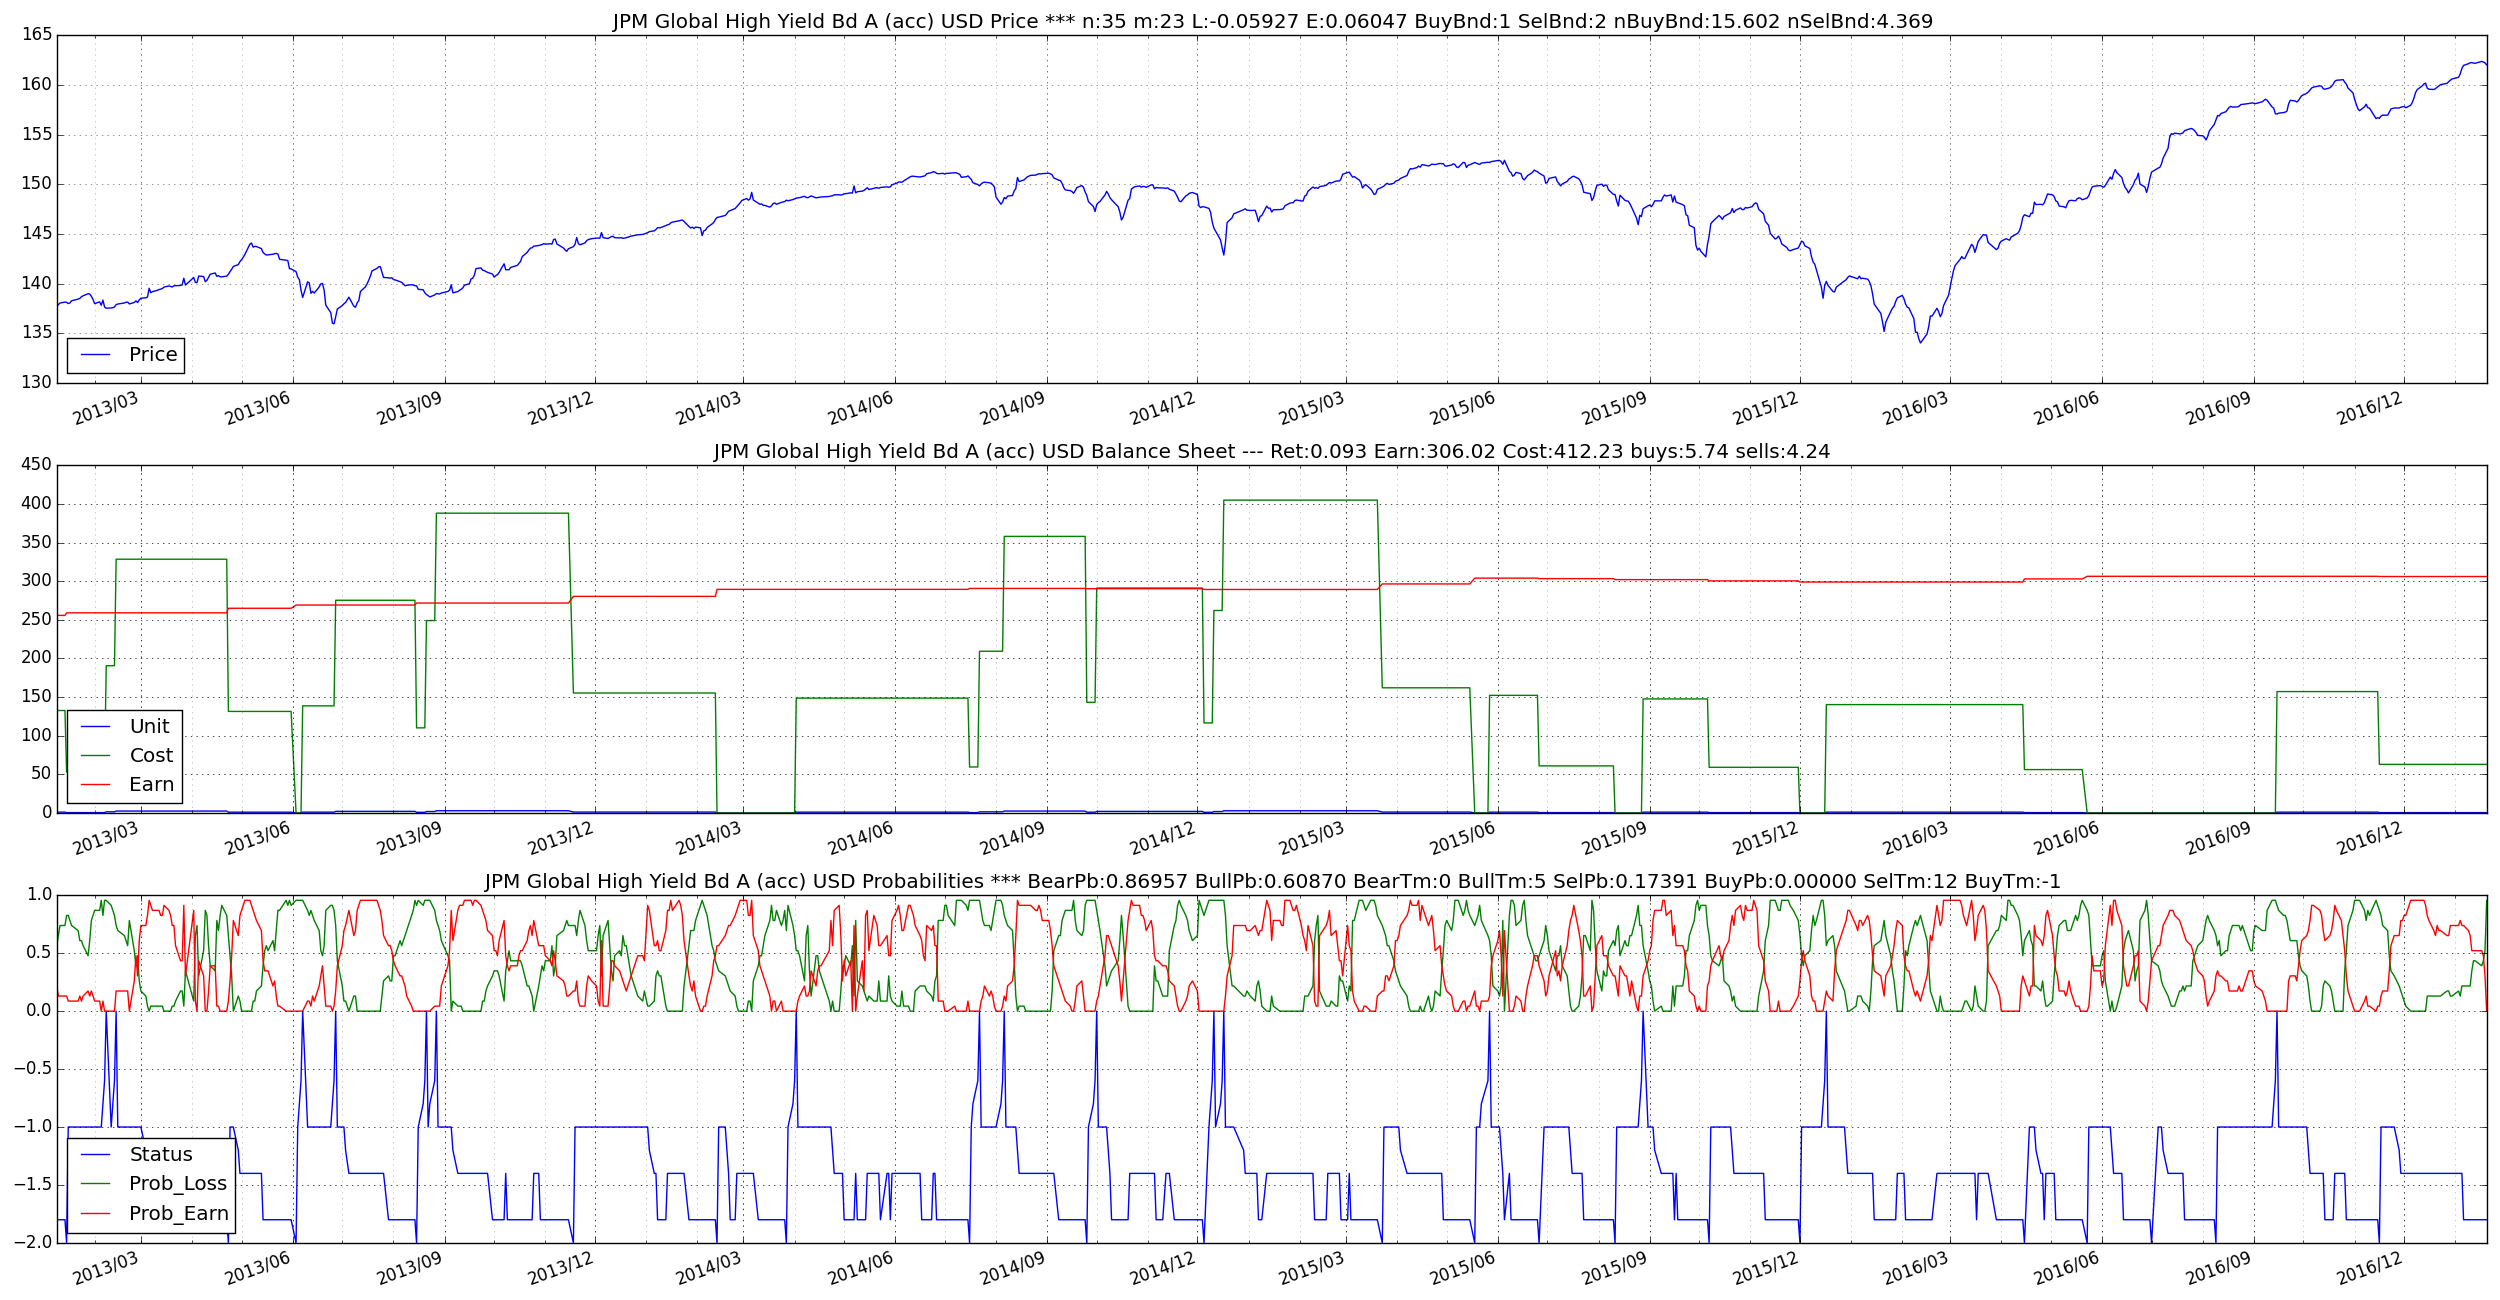 JPM Global High Yield Bd A (acc) USD Price *** n:35 m:23 L:-0.05927 E:0.06047 BuyBnd:1 SelBnd:2 nBuyBnd:15.602 nSelBnd:4.369
165
160
155
150
145
140
135
130
Price
2013/03 2013/06 2013/09 2013/12 2014/03 2014/06 2014/09 2014/12 2015/03 2015/06 2015/09 2015/12 2016/03 2016/06 2016/09 2016/12
JPM Global High Yield Bd A (acc) USD Balance Sheet --- Ret:0.093 Earn:306.02 Cost:412.23 buys:5.74 sells:4.24
450
400
350
300
250
200
150
100
50
0
Unit
Cost
Earn
2013/03 2013/06 2013/09 2013/12 2014/03 2014/06 2014/09 2014/12 2015/03 2015/06 2015/09 2015/12 2016/03 2016/06 2016/09 2016/12
JPM Global High Yield Bd A (acc) USD Probabilities *** BearPb:0.86957 BullPb:0.60870 BearTm:0 BullTm:5 SelPb:0.17391 BuyPb:0.00000 SelTm:12 BuyTm:-1
1.0
0.5
0.0
−0.5
−1.0
−1.5
−2.0
Status
Prob_Loss
Prob_Earn
2013/03 2013/06 2013/09 2013/12 2014/03 2014/06 2014/09 2014/12 2015/03 2015/06 2015/09 2015/12 2016/03 2016/06 2016/09 2016/12